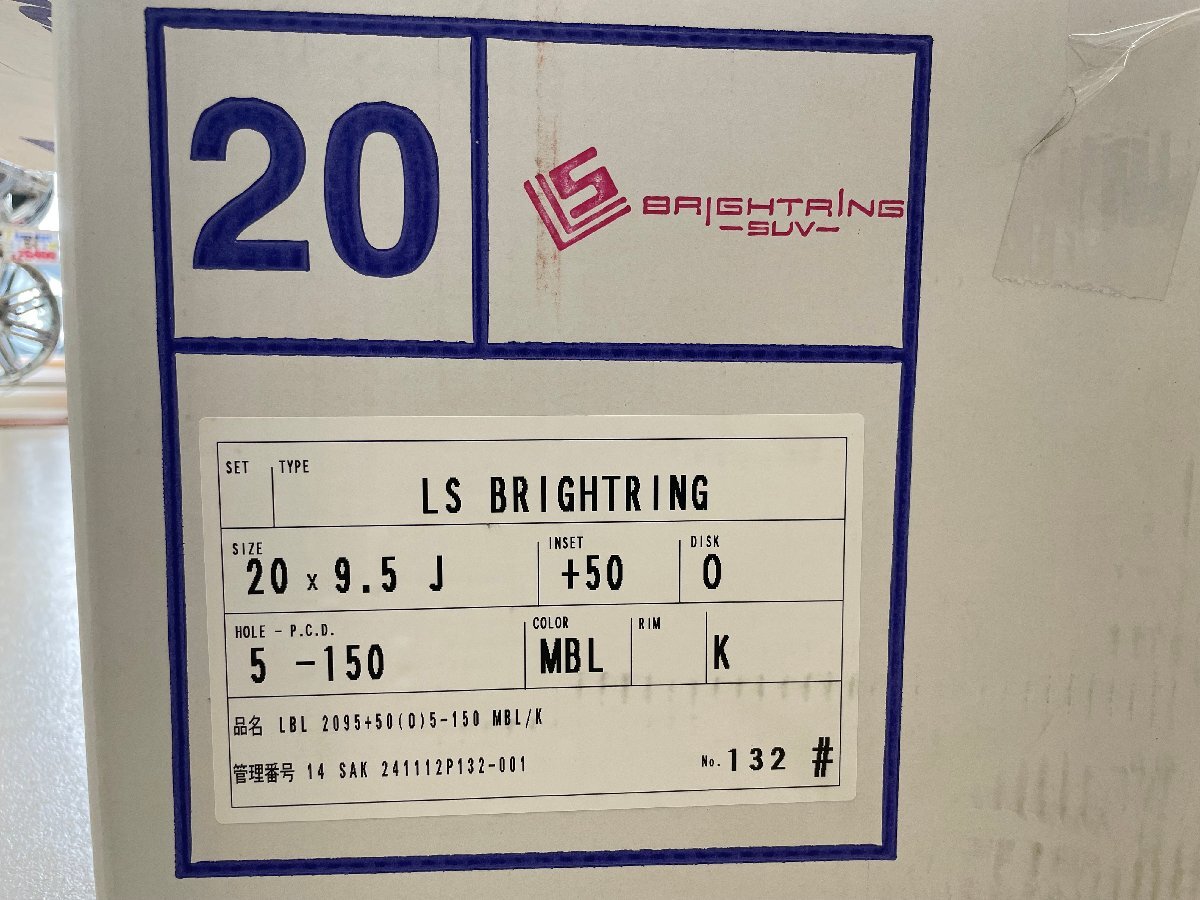 20
LS BRIGHTRING
-SUV-
SET TYPE
LS BRIGHTRING
SIZE INSET DISK
20 x 9.5 J +50 O
HOLE - P.C.D. COLOR RIM
5 -150 MBL K
品名 LBL 2095+50(O)5-150 MBL/K
管理番号 14 SAK 241112P132-001 No.132 #